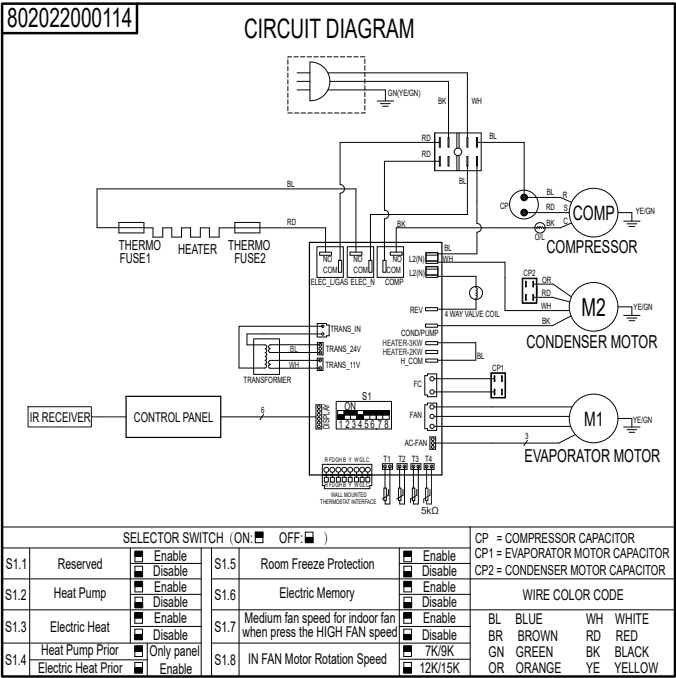 802022000114
CIRCUIT DIAGRAM
GN(YE/GN)
BK
WH
RD
RD
BL
BL
BL
RD
THERMO FUSE1
HEATER
THERMO FUSE2
BK
BL
CP
BL R
RD S
BK C
O/L
COMP
YE/GN
COMPRESSOR
NO COM
NO COM
NO COM
ELEC_L/GAS
ELEC_N
COMP
L2(N)
WH
L2(N)
REV
4 WAY VALVE COIL
CP2
OR
RD
WH
BK
M2
YE/GN
CONDENSER MOTOR
COND/PUMP
HEATER-3KW
HEATER-2KW
H_COM
BL
TRANS_IN
TRANS_24V
TRANS_11V
BL
WH
TRANSFORMER
FC
CP1
FAN
AC-FAN
3
M1
YE/GN
EVAPORATOR MOTOR
IR RECEIVER
CONTROL PANEL
6
DISPLAY
S1
ON
1 2 3 4 5 6 7 8
R FDGHB Y WGLC
RFDGHB Y WGLC
WALL MOUNTED
THERMOSTAT INTERFACE
T1 T2 T3 T4
5kΩ
SELECTOR SWITCH (ON: OFF: )
S1.1 Reserved Enable
Disable
S1.2 Heat Pump Enable
Disable
S1.3 Electric Heat Enable
Disable
S1.4 Heat Pump Prior Only panel
Electric Heat Prior Enable
S1.5 Room Freeze Protection Enable
Disable
S1.6 Electric Memory Enable
Disable
S1.7 Medium fan speed for indoor fan
when press the HIGH FAN speed
Enable
Disable
S1.8 IN FAN Motor Rotation Speed 7K/9K
12K/15K
CP = COMPRESSOR CAPACITOR
CP1 = EVAPORATOR MOTOR CAPACITOR
CP2 = CONDENSER MOTOR CAPACITOR
WIRE COLOR CODE
BL BLUE WH WHITE
BR BROWN RD RED
GN GREEN BK BLACK
OR ORANGE YE YELLOW